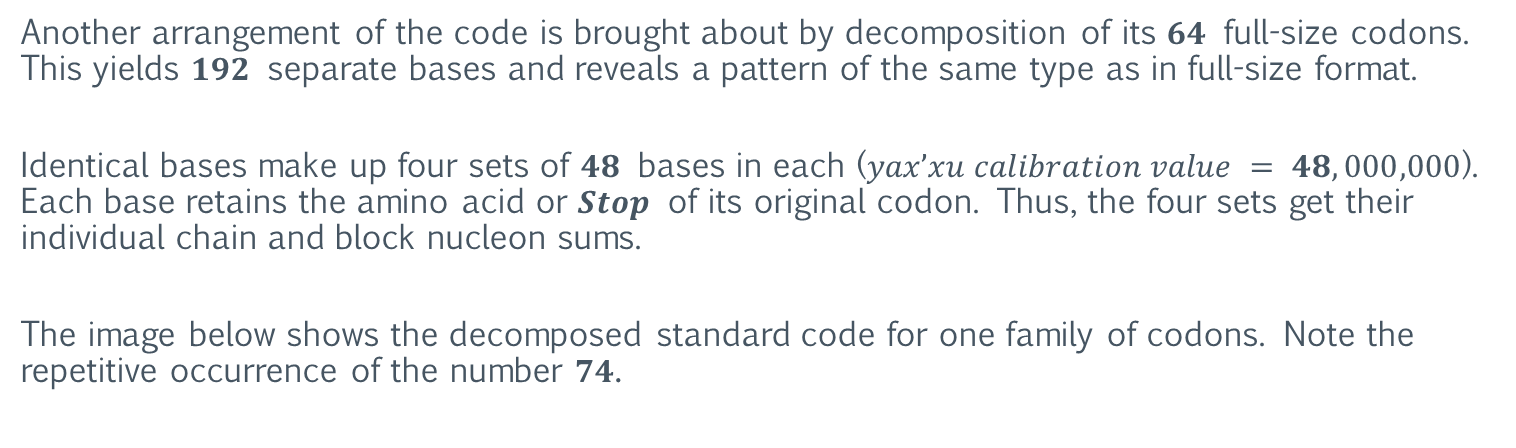 Another arrangement of the code is brought about by decomposition of its 64 full-size codons.
This yields 192 separate bases and reveals a pattern of the same type as in full-size format.
Identical bases make up four sets of 48 bases in each (yax'xu calibration value = 48,000,000).
Each base retains the amino acid or Stop of its original codon. Thus, the four sets get their
individual chain and block nucleon sums.
The image below shows the decomposed standard code for one family of codons. Note the
repetitive occurrence of the number 74.